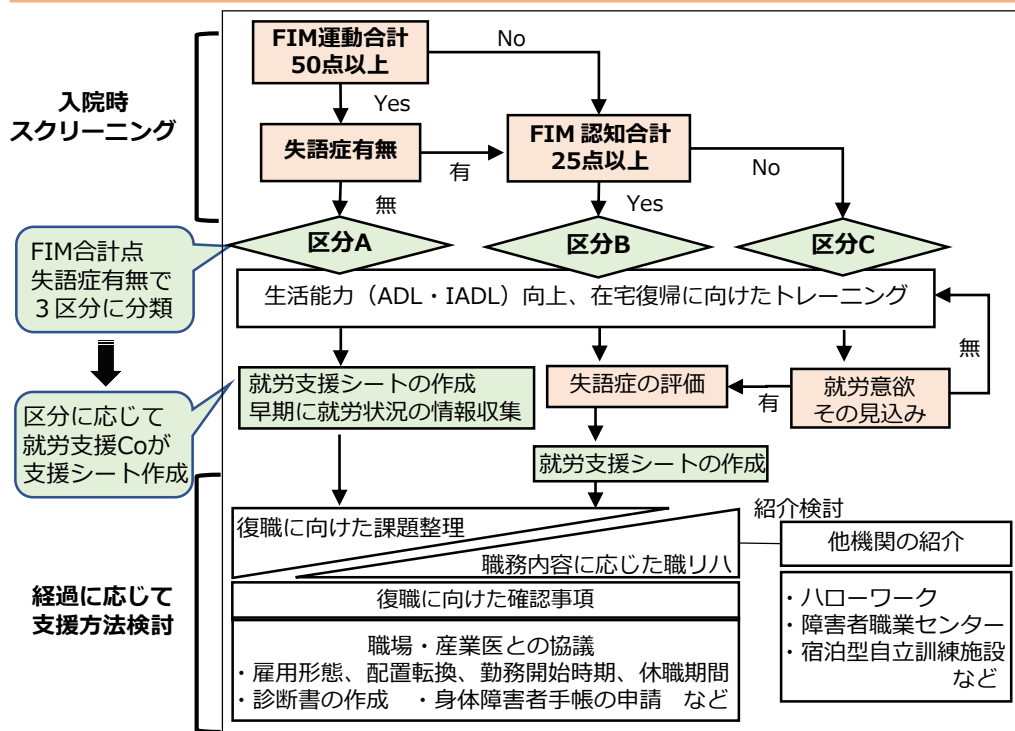 FIM運動合計
50点以上
No
Yes
入院時
スクリーニング
失語症有無
有
FIM 認知合計
25点以上
No
無
Yes
区分A
区分B
区分C
FIM合計点
失語症有無で
３区分に分類
生活能力（ADL・IADL）向上、在宅復帰に向けたトレーニング
無
就労支援シートの作成
早期に就労状況の情報収集
失語症の評価
有
就労意欲
その見込み
区分に応じて
就労支援Coが
支援シート作成
就労支援シートの作成
紹介検討
復職に向けた課題整理
職務内容に応じた職リハ
他機関の紹介
経過に応じて
支援方法検討
復職に向けた確認事項
職場・産業医との協議
・雇用形態、配置転換、勤務開始時期、休職期間
・診断書の作成　・身体障害者手帳の申請　など
・ハローワーク
・障害者職業センター
・宿泊型自立訓練施設
など